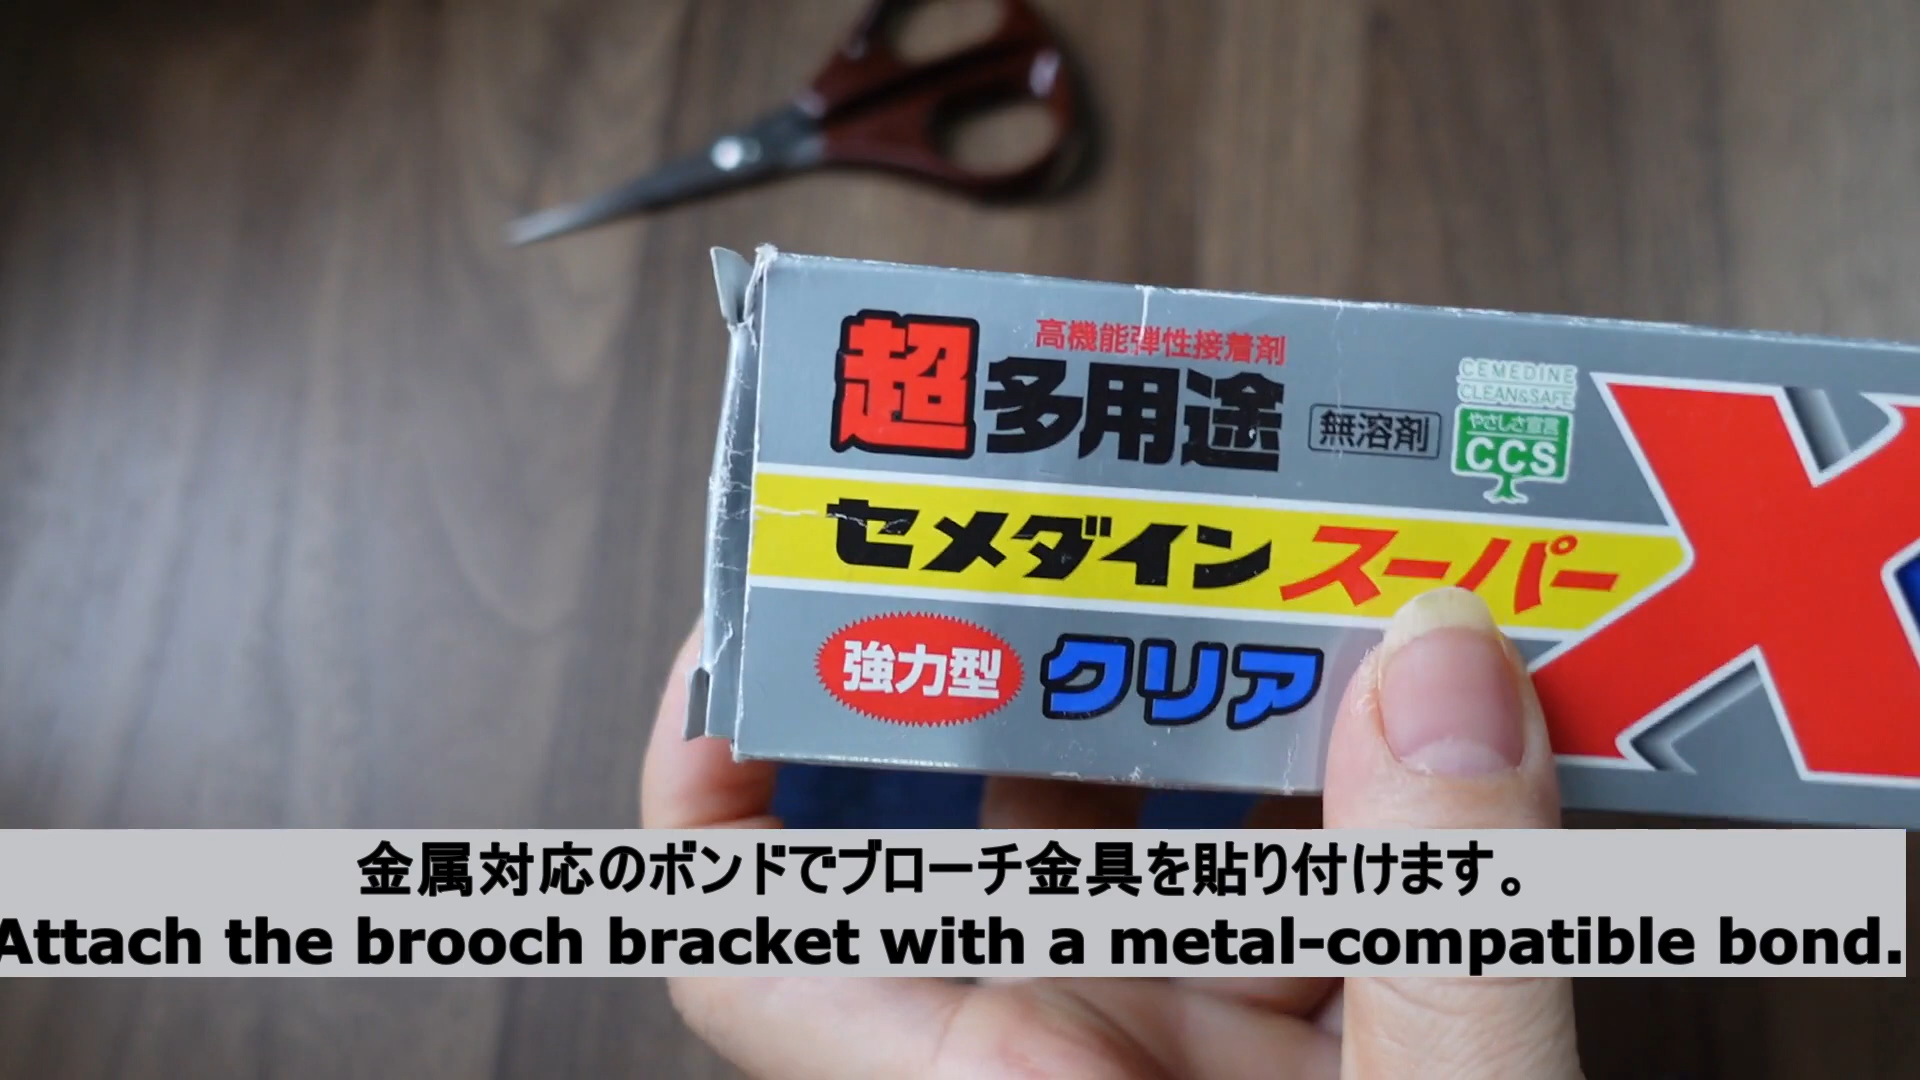 高機能弾性接着剤
超多用途
無溶剤
CEMEDINE
CLEAN&SAFE
やさしさ宣言
CCS
セメダインスーパーX
強力型 クリア
金属対応のボンドでブローチ金具を貼り付けます。
Attach the brooch bracket with a metal-compatible bond.